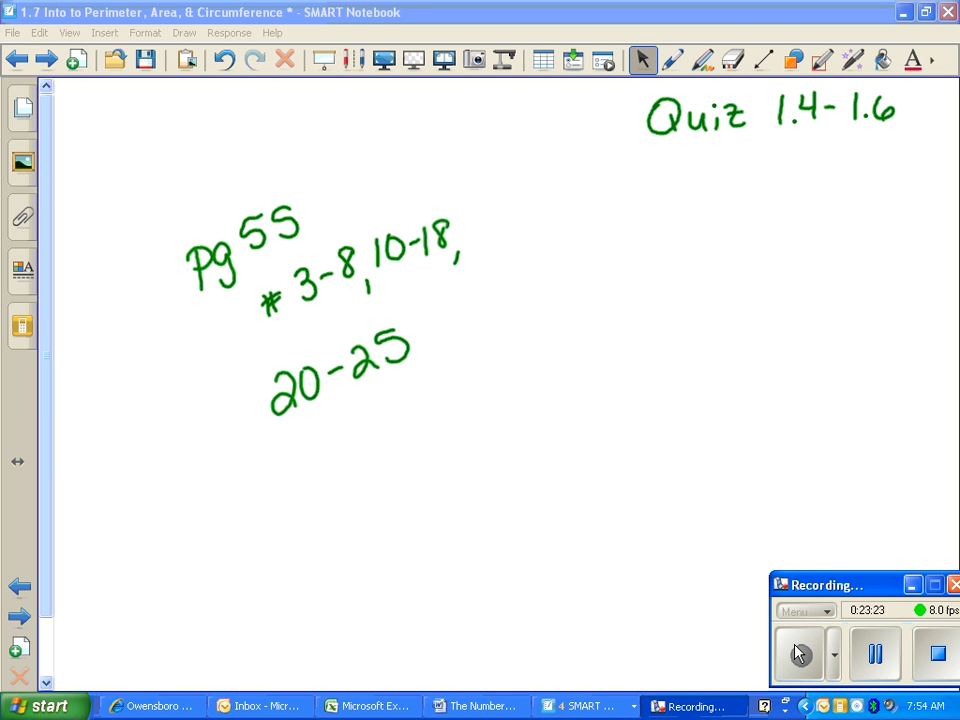 1.7 Into to Perimeter, Area, & Circumference * - SMART Notebook
File Edit View Insert Format Draw Response Help
Quiz 1.4-1.6
Pg 55
# 3-8, 10-18,
20-25
Recording...
Menu 0:23:23 8.0 fps
start Owensboro ... Inbox - Micr... Microsoft Ex... The Number... 4 SMART ... Recording... 7:54 AM